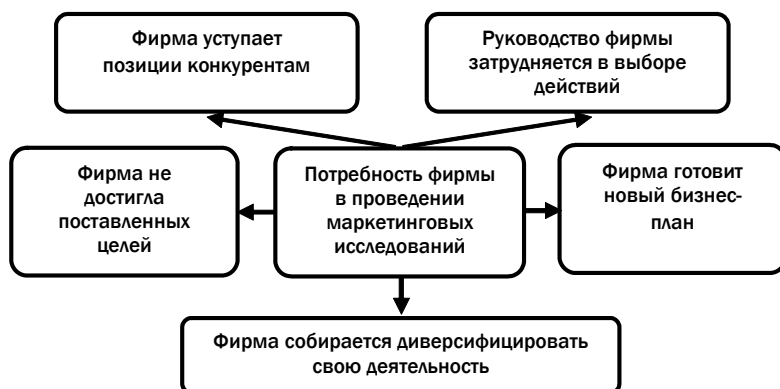 Фирма уступает
позиции конкурентам
Руководство фирмы
затрудняется в выборе
действий
Фирма не
достигла
поставленных
целей
Потребность фирмы
в проведении
маркетинговых
исследований
Фирма готовит
новый бизнес-
план
Фирма собирается диверсифицировать
свою деятельность